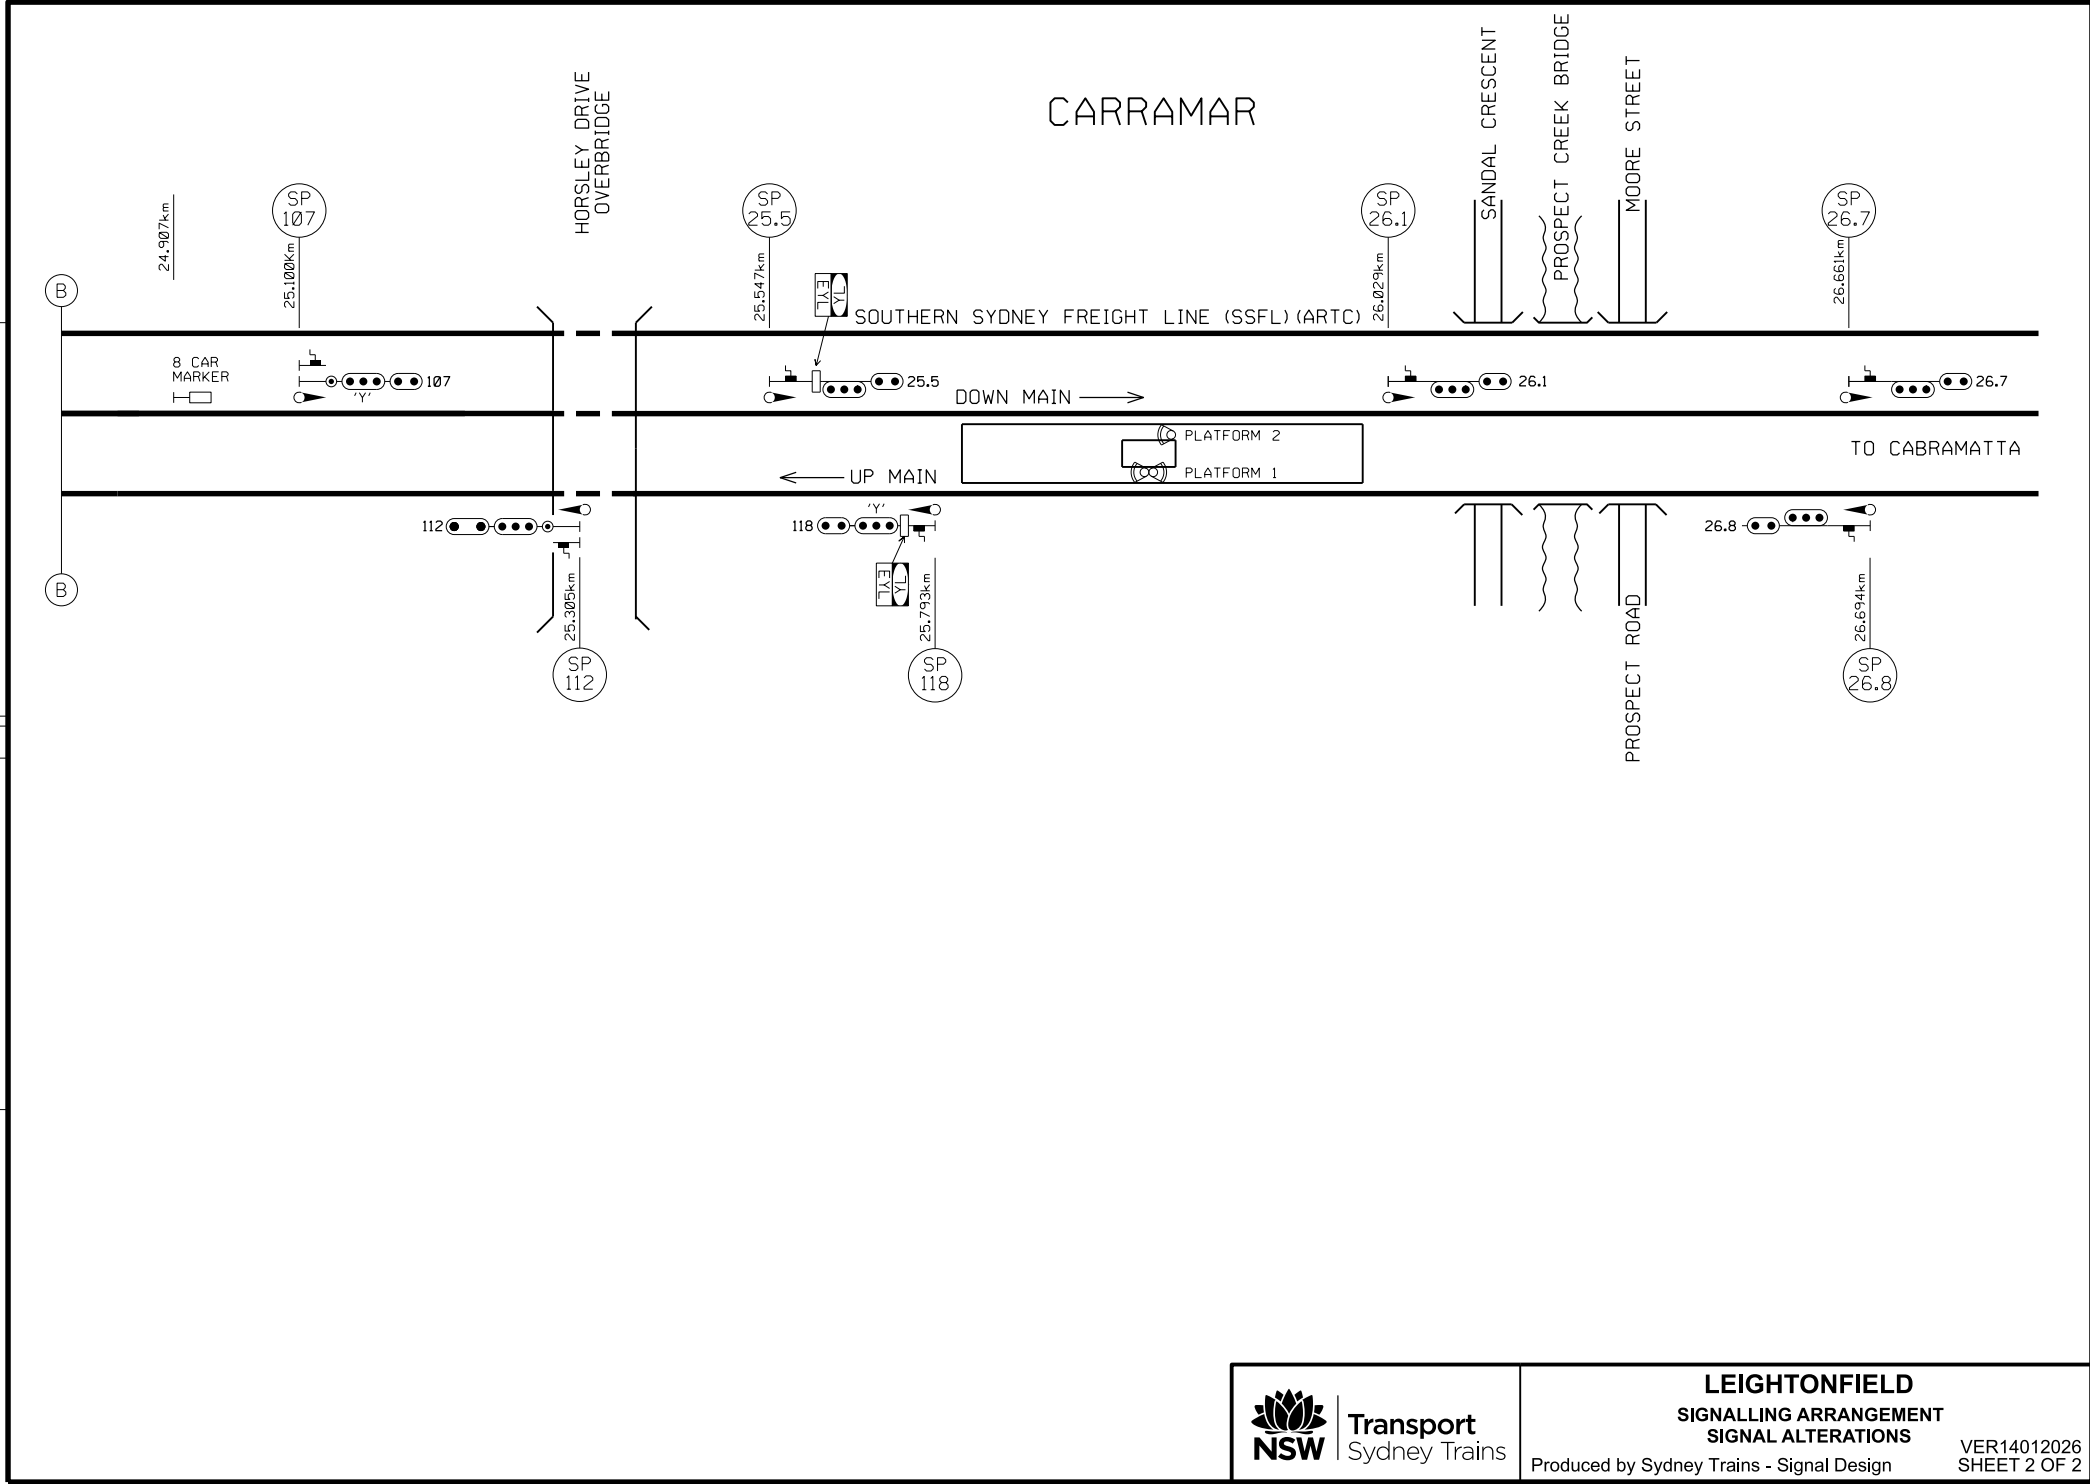 CARRAMAR
HORSLEY DRIVE
OVERBRIDGE
SANDAL CRESCENT
PROSPECT CREEK BRIDGE
MOORE STREET
24.907km
SP
107
25.100Km
SP
25.5
25.547km
SP
26.1
26.029km
SP
26.7
26.661km
B
YL
EYL
SOUTHERN SYDNEY FREIGHT LINE (SSFL)(ARTC)
8 CAR
MARKER
107
'Y'
25.5
26.1
26.7
DOWN MAIN
PLATFORM 2
PLATFORM 1
TO CABRAMATTA
UP MAIN
112
118
'Y'
26.8
YL
EYL
B
25.305km
SP
112
25.793km
SP
118
PROSPECT ROAD
26.694km
SP
26.8
NSW
Transport
Sydney Trains
LEIGHTONFIELD
SIGNALLING ARRANGEMENT
SIGNAL ALTERATIONS
Produced by Sydney Trains - Signal Design
VER14012026
SHEET 2 OF 2